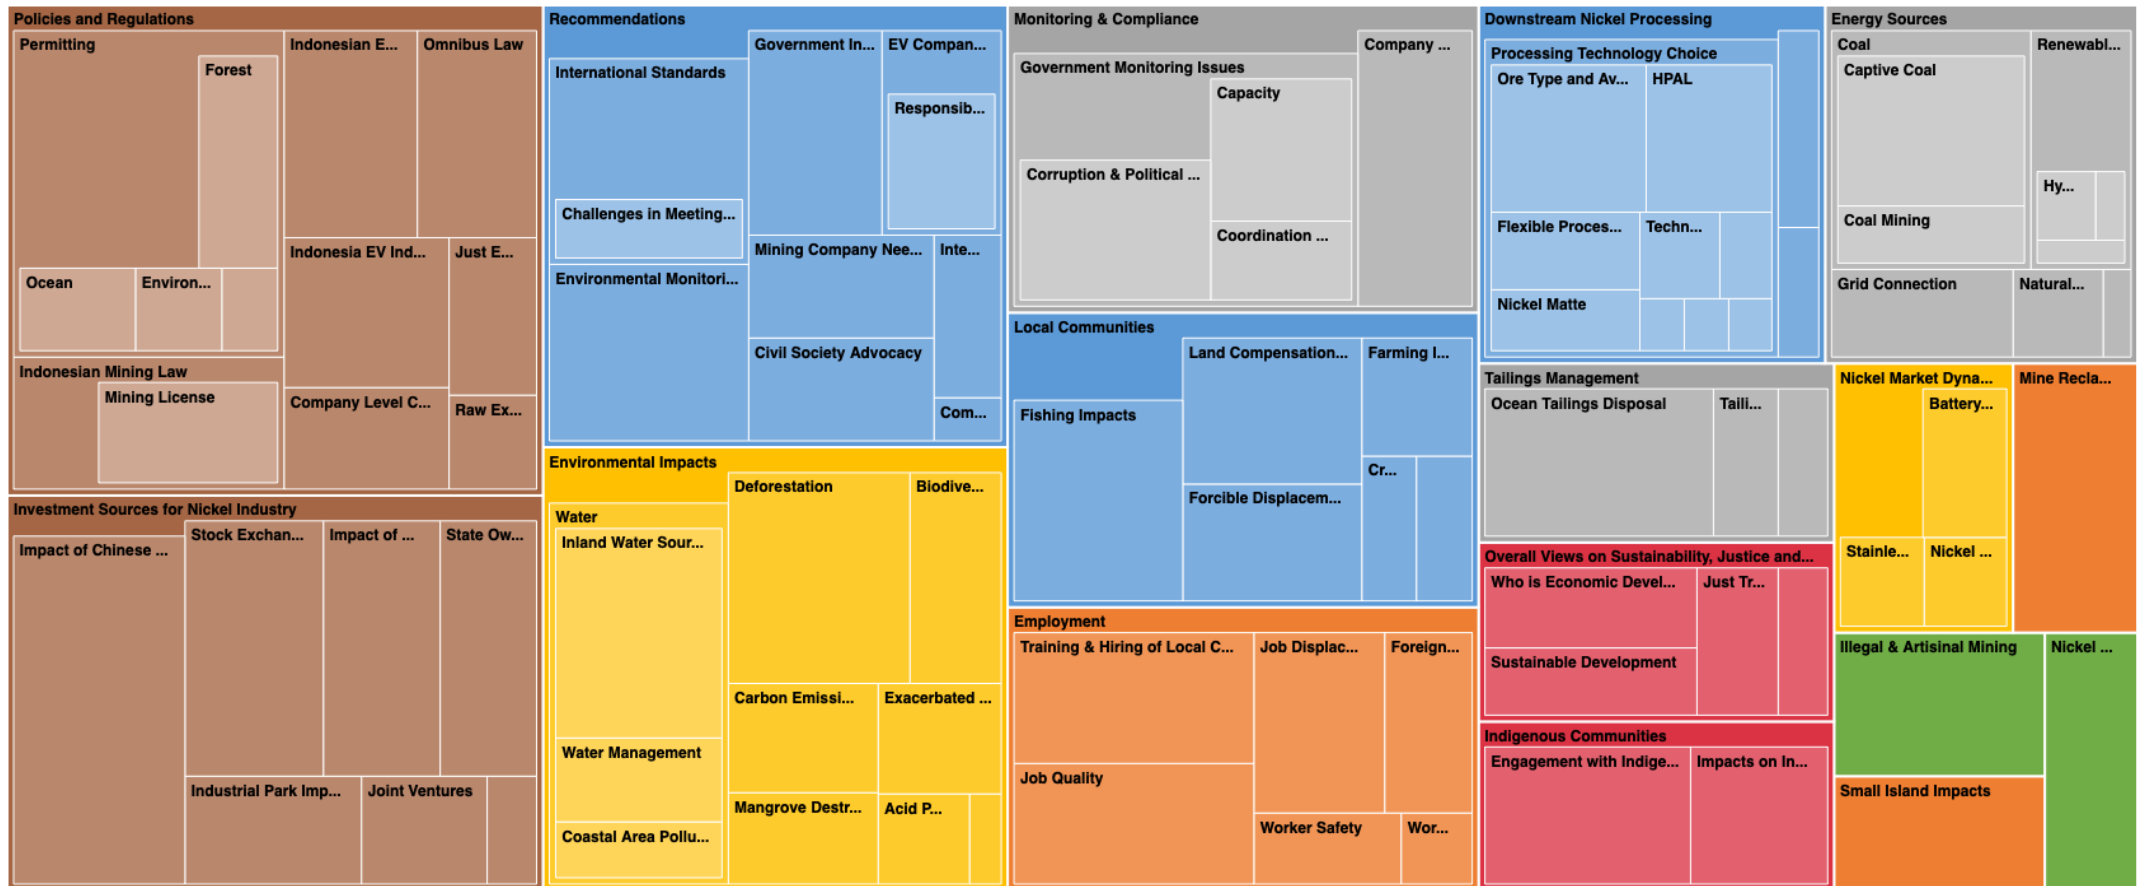 Policies and Regulations
Permitting
Forest
Ocean
Environ...
Indonesian E...
Omnibus Law
Indonesia EV Ind...
Just E...
Company Level C...
Raw Ex...
Indonesian Mining Law
Mining License
Investment Sources for Nickel Industry
Impact of Chinese ...
Stock Exchan...
Impact of ...
State Ow...
Industrial Park Imp...
Joint Ventures
Recommendations
International Standards
Challenges in Meeting...
Environmental Monitori...
Government In...
EV Compan...
Responsib...
Mining Company Nee...
Inte...
Civil Society Advocacy
Com...
Environmental Impacts
Water
Inland Water Sour...
Water Management
Coastal Area Pollu...
Deforestation
Biodive...
Carbon Emissi...
Exacerbated ...
Mangrove Destr...
Acid P...
Monitoring & Compliance
Government Monitoring Issues
Corruption & Political ...
Capacity
Coordination ...
Company ...
Local Communities
Fishing Impacts
Land Compensation...
Farming I...
Forcible Displacem...
Cr...
Employment
Training & Hiring of Local C...
Job Quality
Job Displac...
Foreign...
Worker Safety
Wor...
Downstream Nickel Processing
Processing Technology Choice
Ore Type and Av...
HPAL
Flexible Proces...
Techn...
Nickel Matte
Energy Sources
Coal
Captive Coal
Coal Mining
Renewabl...
Hy...
Grid Connection
Natural...
Tailings Management
Ocean Tailings Disposal
Taili...
Nickel Market Dyna...
Battery...
Stainle...
Nickel ...
Mine Recla...
Overall Views on Sustainability, Justice and...
Who is Economic Devel...
Just Tr...
Sustainable Development
Indigenous Communities
Engagement with Indige...
Impacts on In...
Illegal & Artisinal Mining
Nickel ...
Small Island Impacts